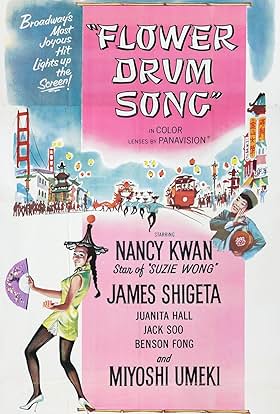 Broadway's
Most
Joyous
Hit
Lights up
the
Screen!
"FLOWER
DRUM
SONG"
IN COLOR
LENSES BY PANAVISION®
STARRING
NANCY KWAN
Star of "SUZIE WONG"
JAMES SHIGETA
JUANITA HALL
JACK SOO
BENSON FONG
and
MIYOSHI UMEKI